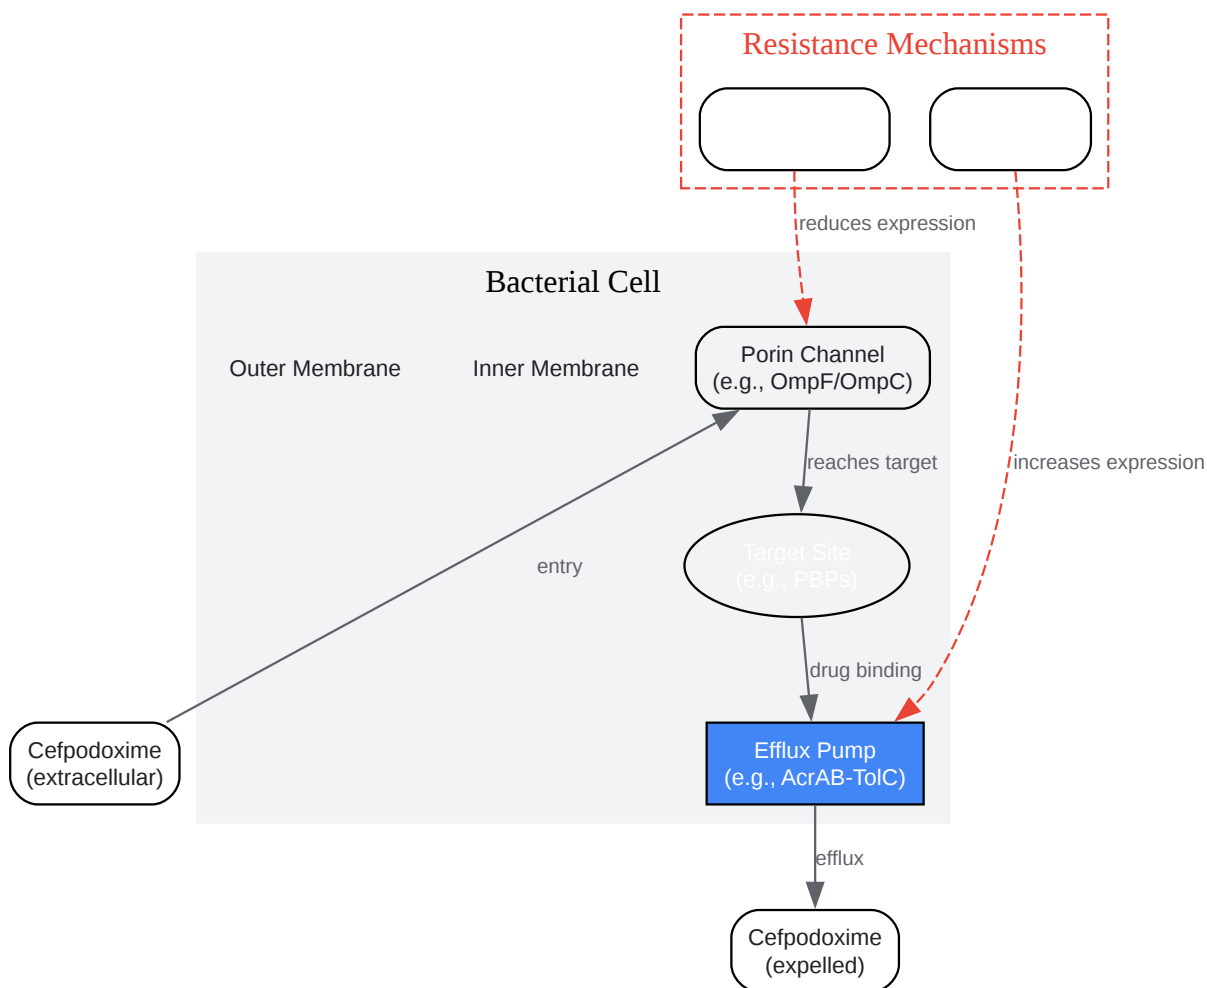 Resistance Mechanisms
reduces expression
Bacterial Cell
Outer Membrane
Inner Membrane
Porin Channel
(e.g., OmpF/OmpC)
reaches target
increases expression
Target Site
(e.g., PBPs)
entry
drug binding
Cefpodoxime
(extracellular)
Efflux Pump
(e.g., AcrAB-TolC)
efflux
Cefpodoxime
(expelled)